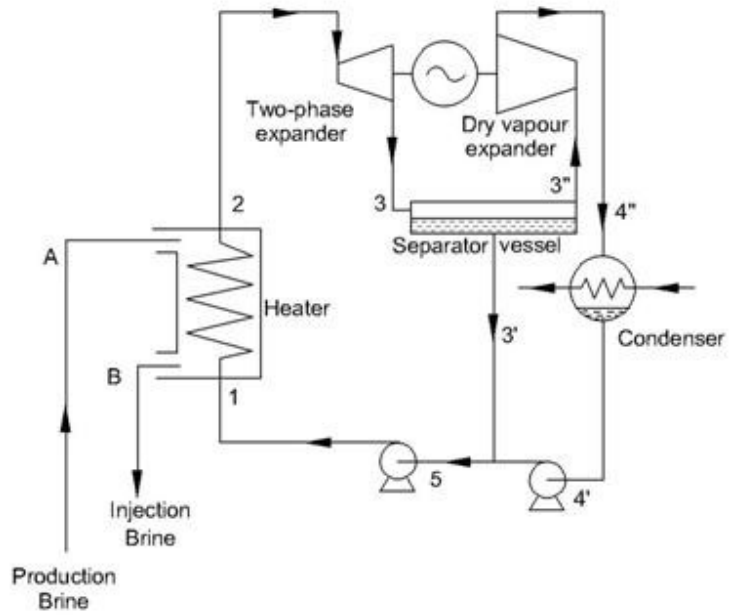 Two-phase
expander
Dry vapour
expander
3"
3
2
4"
A
Separator vessel
Heater
Condenser
3'
B
1
5
4'
Injection
Brine
Production
Brine